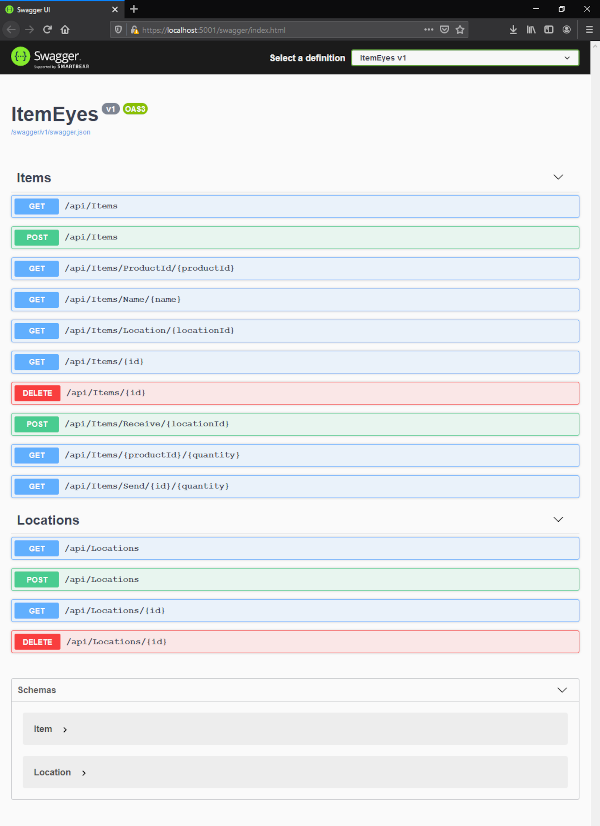 Swagger UI
https://localhost:5001/swagger/index.html
Swagger
Supported by SMARTBEAR
Select a definition
ItemEyes v1
ItemEyes v1 OAS3
/swagger/v1/swagger.json
Items
GET /api/Items
POST /api/Items
GET /api/Items/ProductId/{productId}
GET /api/Items/Name/{name}
GET /api/Items/Location/{locationId}
GET /api/Items/{id}
DELETE /api/Items/{id}
POST /api/Items/Receive/{locationId}
GET /api/Items/{productId}/{quantity}
GET /api/Items/Send/{id}/{quantity}
Locations
GET /api/Locations
POST /api/Locations
GET /api/Locations/{id}
DELETE /api/Locations/{id}
Schemas
Item
Location